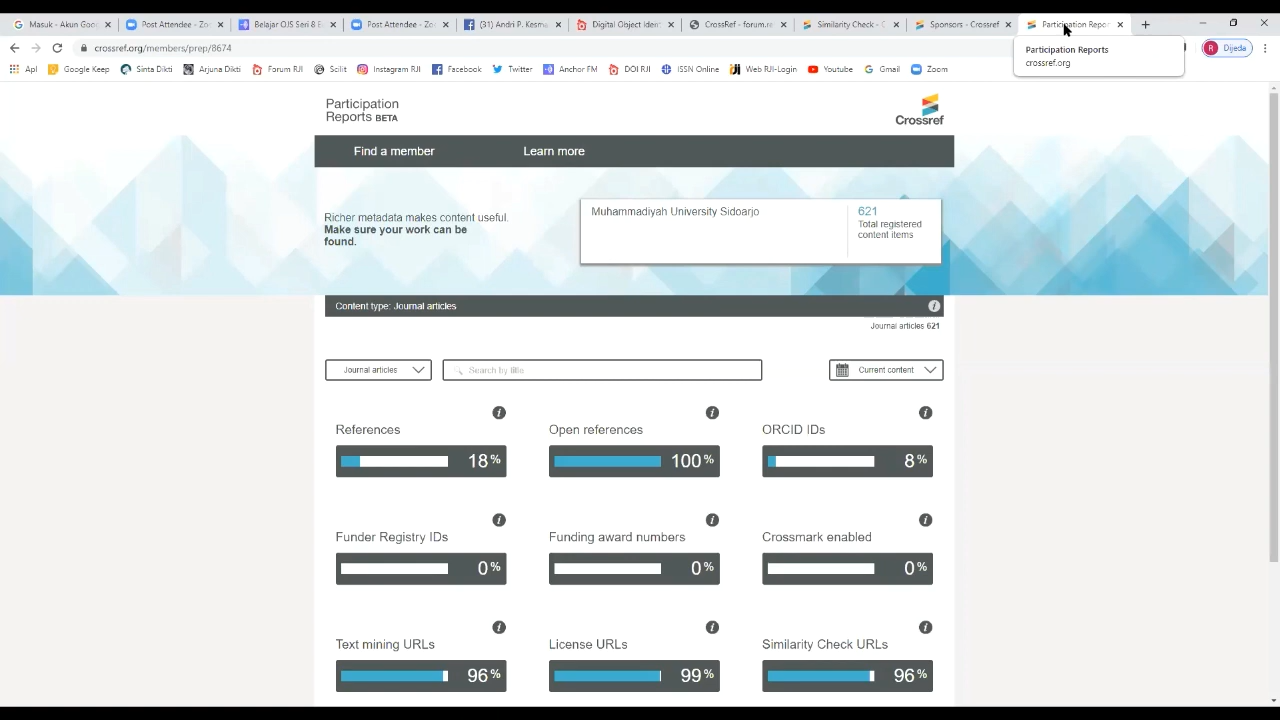 Masuk - Akun Goog
Post Attendee - Zo
Belajar OJS Seri 8 E
Post Attendee - Zo
(31) Andri P. Kesma
Digital Object Iden
CrossRef - forum.re
Similarity Check - C
Sponsors - Crossref
Participation Repor
crossref.org/members/prep/8674
Dijeda
Participation Reports
crossref.org
Apl
Google Keep
Sinta Dikti
Arjuna Dikti
Forum RJI
Scilit
Instagram RJI
Facebook
Twitter
Anchor FM
DOI RJI
ISSN Online
Web RJI-Login
Youtube
Gmail
Zoom
Participation
Reports BETA
Crossref
Find a member
Learn more
Richer metadata makes content useful.
Make sure your work can be
found.
Muhammadiyah University Sidoarjo
621
Total registered
content items
Content type: Journal articles
Journal articles 621
Journal articles
Search by title
Current content
References
18 %
Open references
100 %
ORCID IDs
8 %
Funder Registry IDs
0 %
Funding award numbers
0 %
Crossmark enabled
0 %
Text mining URLs
96 %
License URLs
99 %
Similarity Check URLs
96 %